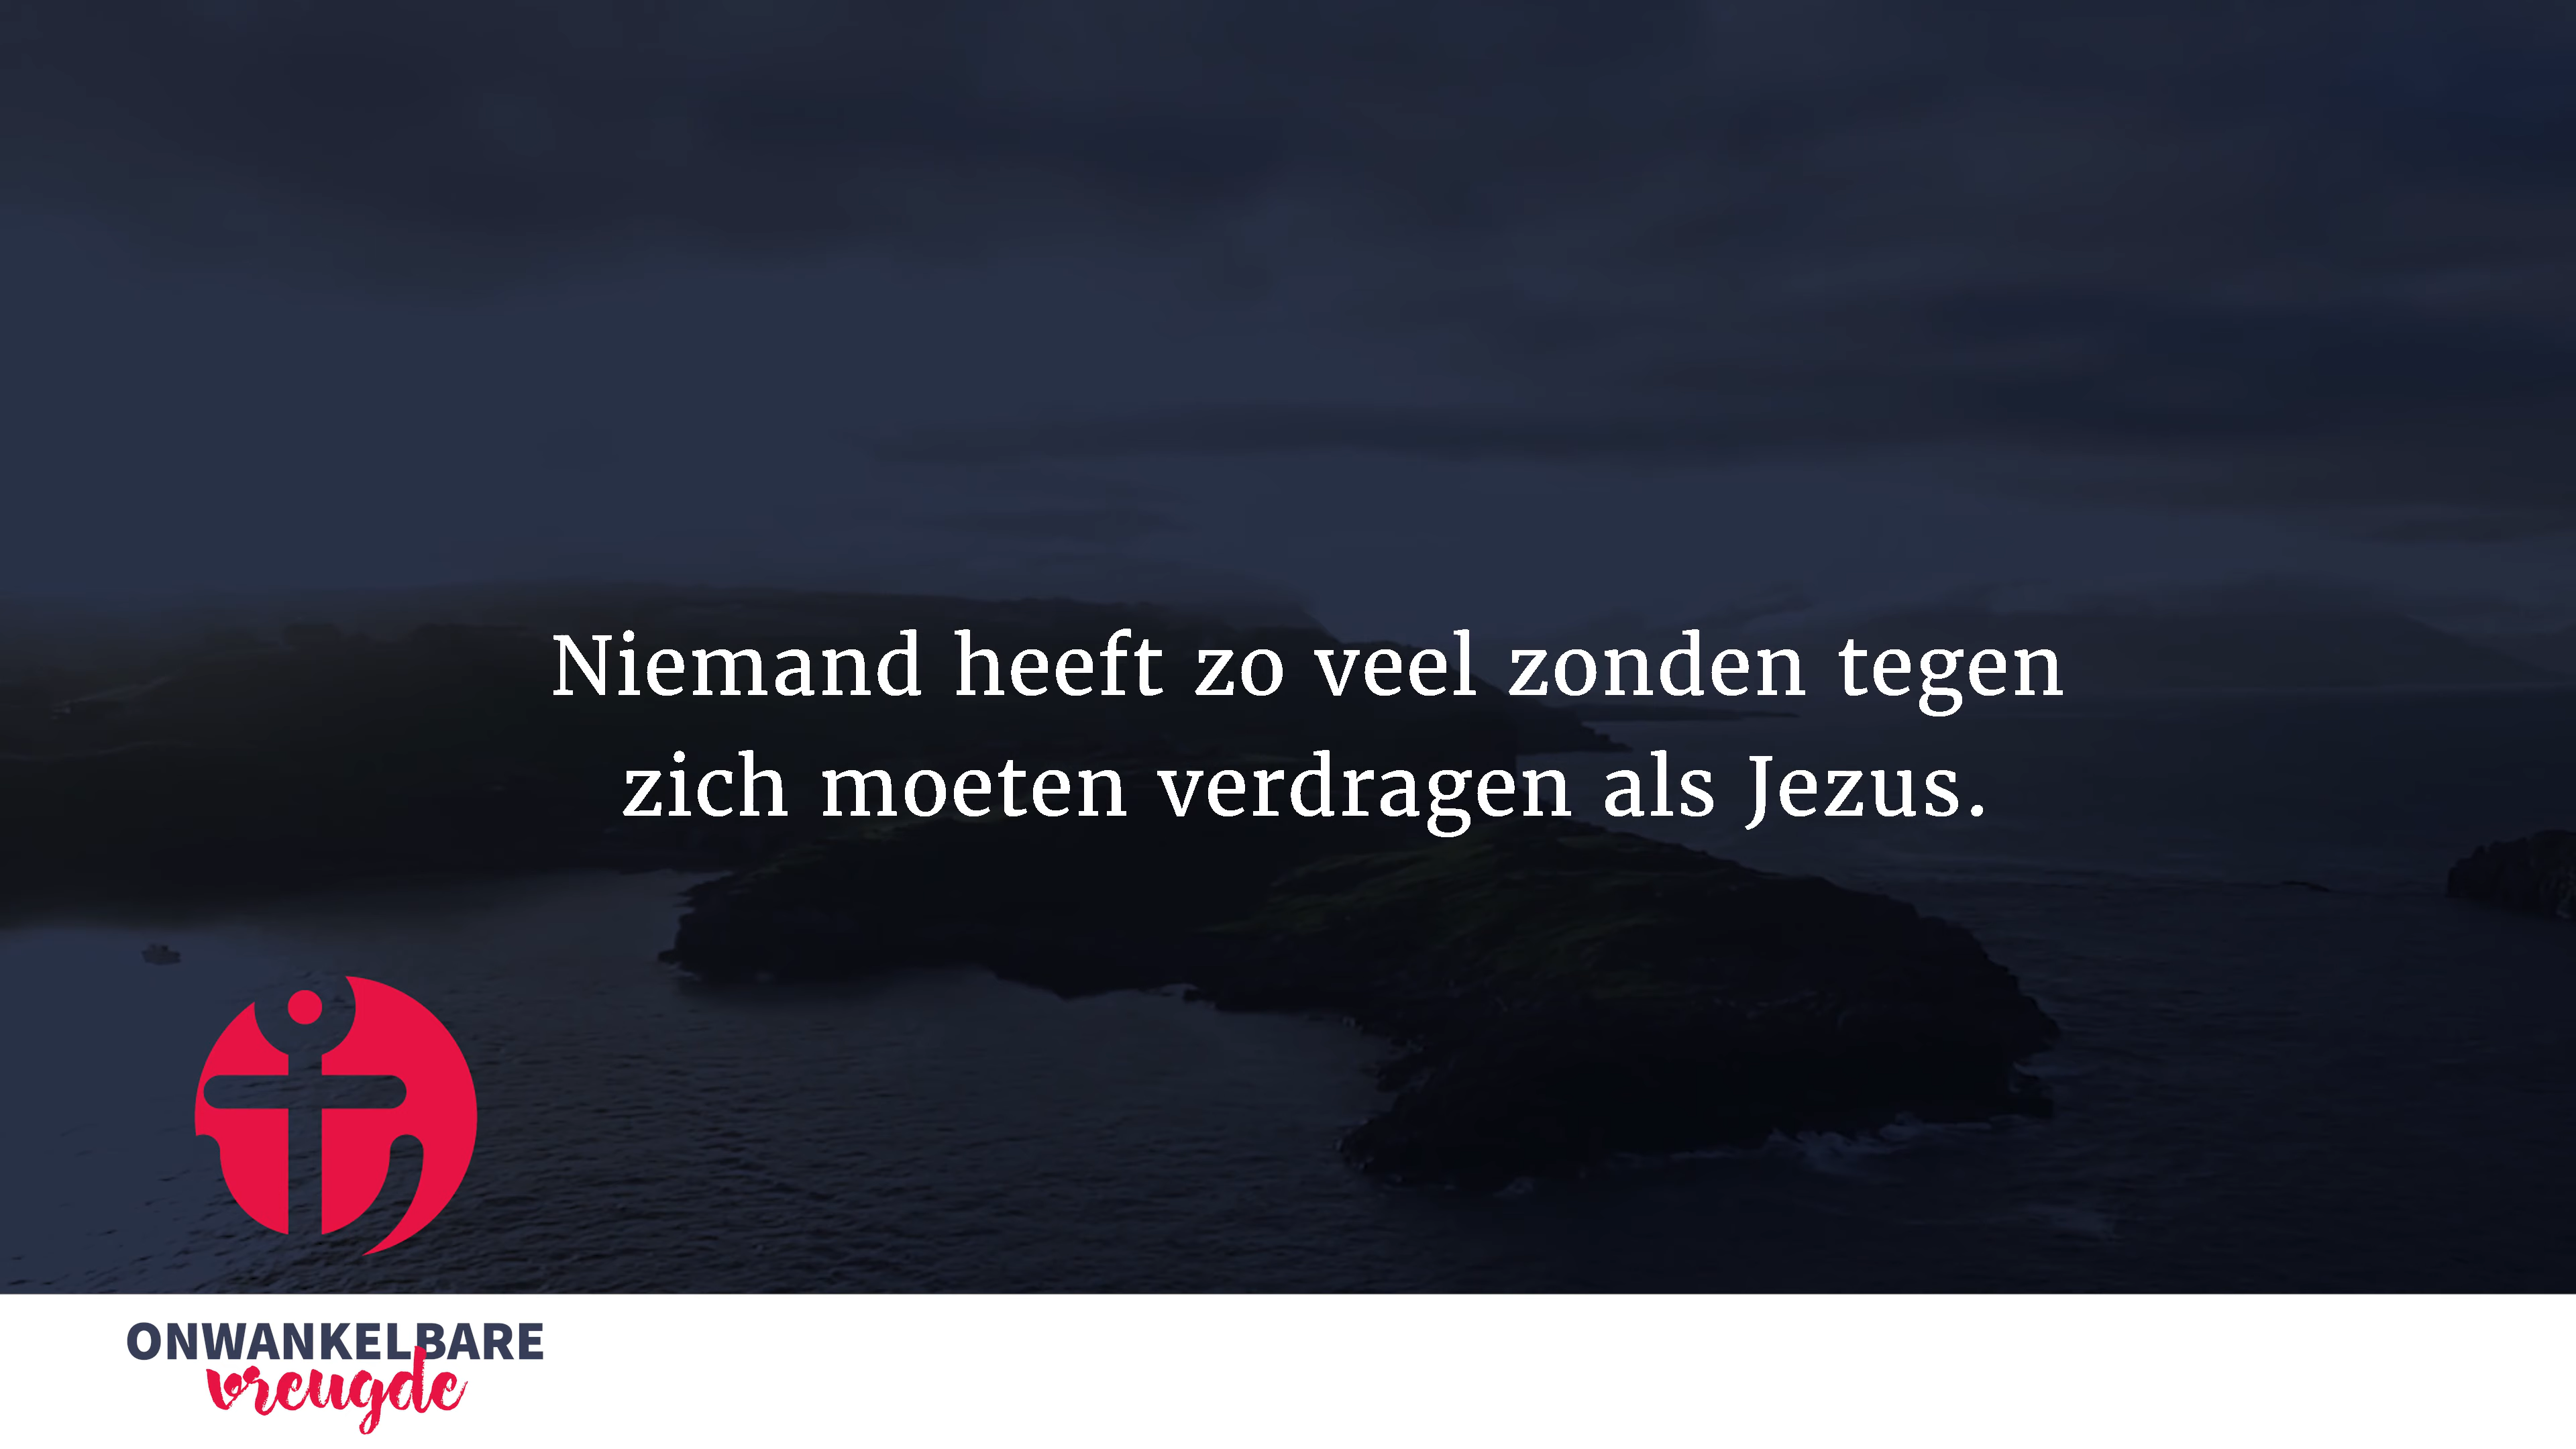 Niemand heeft zo veel zonden tegen
zich moeten verdragen als Jezus.
ONWANKELBARE
vreugde